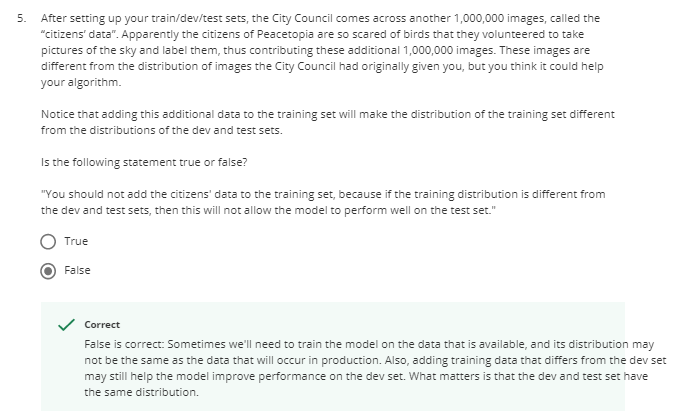 5. After setting up your train/dev/test sets, the City Council comes across another 1,000,000 images, called the
"citizens' data". Apparently the citizens of Peacetopia are so scared of birds that they volunteered to take
pictures of the sky and label them, thus contributing these additional 1,000,000 images. These images are
different from the distribution of images the City Council had originally given you, but you think it could help
your algorithm.
Notice that adding this additional data to the training set will make the distribution of the training set different
from the distributions of the dev and test sets.
Is the following statement true or false?
"You should not add the citizens' data to the training set, because if the training distribution is different from
the dev and test sets, then this will not allow the model to perform well on the test set."
True
False
Correct
False is correct: Sometimes we'll need to train the model on the data that is available, and its distribution may
not be the same as the data that will occur in production. Also, adding training data that differs from the dev set
may still help the model improve performance on the dev set. What matters is that the dev and test set have
the same distribution.